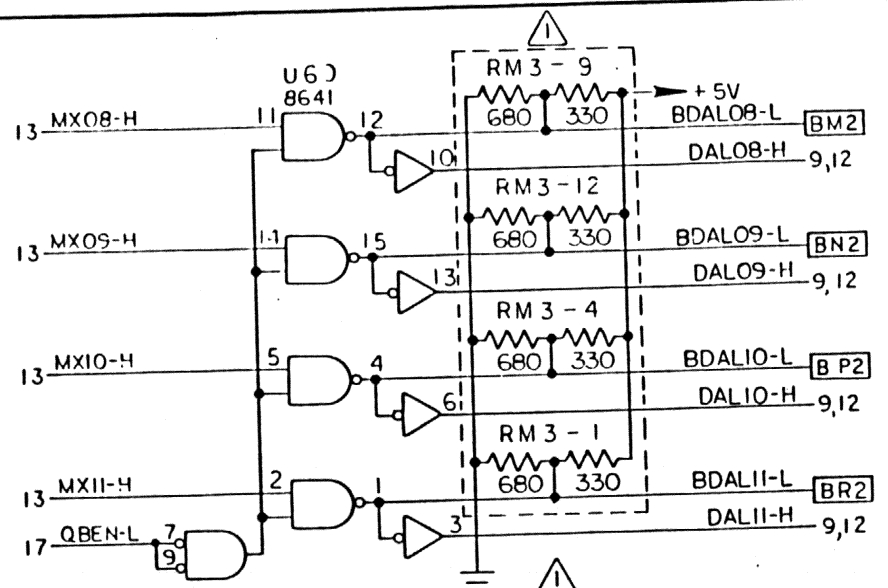 1
RM3-9
U60
8641
680 330
+5V
13 MX08-H 11 12
BDAL08-L BM2
10 DAL08-H 9,12
RM3-12
680 330
13 MX09-H 14 15
BDAL09-L BN2
13 DAL09-H 9,12
RM3-4
680 330
13 MX10-H 5 4
BDAL10-L BP2
6 DAL10-H 9,12
RM3-1
680 330
13 MX11-H 2 1
BDAL11-L BR2
3 DAL11-H 9,12
17 QBEN-L 7
9
1